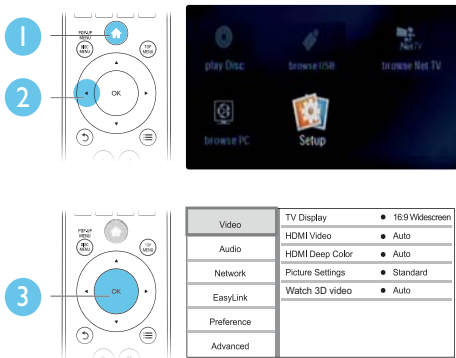 1
POP-UP MENU
DISC MENU
TOP MENU
2
OK
play Disc
browse USB
browse Net TV
NetTV
browse PC
Setup
POP-UP MENU
DISC MENU
TOP MENU
3
OK
Video
Audio
Network
EasyLink
Preference
Advanced
TV Display ● 16:9 Widescreen
HDMI Video ● Auto
HDMI Deep Color ● Auto
Picture Settings ● Standard
Watch 3D video ● Auto